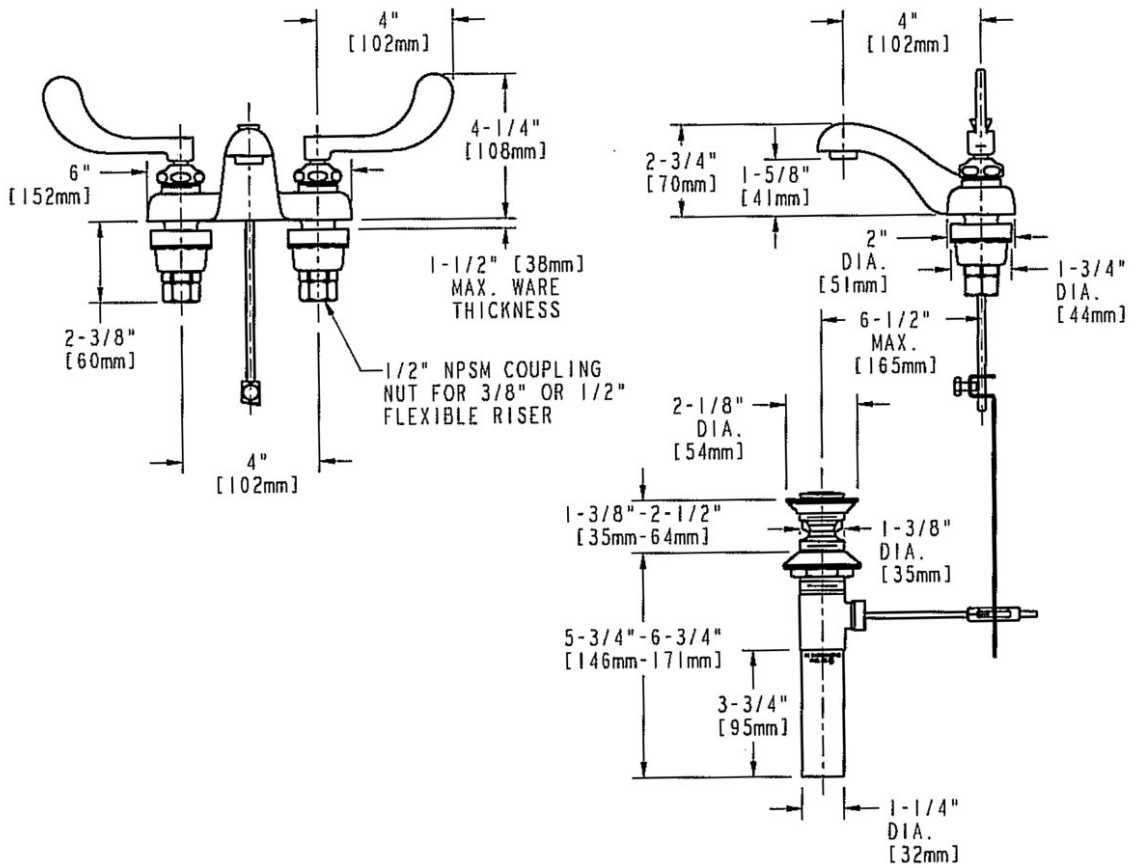 4"
[102mm]
4-1/4"
[108mm]
6"
[152mm]
1-1/2" [38mm]
MAX. WARE
THICKNESS
2-3/8"
[60mm]
1/2" NPSM COUPLING
NUT FOR 3/8" OR 1/2"
FLEXIBLE RISER
4"
[102mm]
4"
[102mm]
2-3/4"
[70mm]
1-5/8"
[41mm]
2"
DIA.
[51mm]
1-3/4"
DIA.
[44mm]
6-1/2"
MAX.
[165mm]
2-1/8"
DIA.
[54mm]
1-3/8"-2-1/2"
[35mm-64mm]
1-3/8"
DIA.
[35mm]
5-3/4"-6-3/4"
[146mm-171mm]
3-3/4"
[95mm]
1-1/4"
DIA.
[32mm]